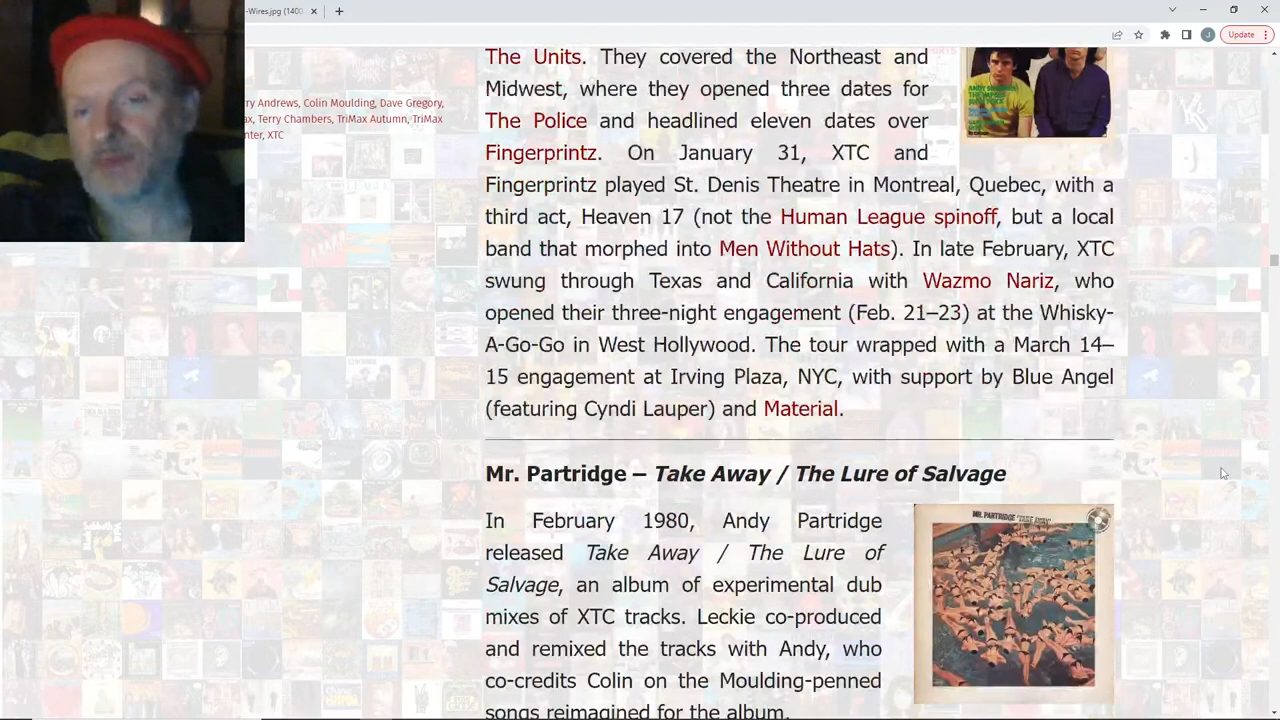 -Wires.jpg (1400
Update
The Units. They covered the Northeast and
Midwest, where they opened three dates for
The Police and headlined eleven dates over
Fingerprintz. On January 31, XTC and
Fingerprintz played St. Denis Theatre in Montreal, Quebec, with a
third act, Heaven 17 (not the Human League spinoff, but a local
band that morphed into Men Without Hats). In late February, XTC
swung through Texas and California with Wazmo Nariz, who
opened their three-night engagement (Feb. 21–23) at the Whisky-
A-Go-Go in West Hollywood. The tour wrapped with a March 14–
15 engagement at Irving Plaza, NYC, with support by Blue Angel
(featuring Cyndi Lauper) and Material.
ry Andrews, Colin Moulding, Dave Gregory,
ax, Terry Chambers, TriMax Autumn, TriMax
nter, XTC
Mr. Partridge – Take Away / The Lure of Salvage
In February 1980, Andy Partridge
released Take Away / The Lure of
Salvage, an album of experimental dub
mixes of XTC tracks. Leckie co-produced
and remixed the tracks with Andy, who
co-credits Colin on the Moulding-penned
songs reimagined for the album.
MR. PARTRIDGE 'TAKE AWAY'